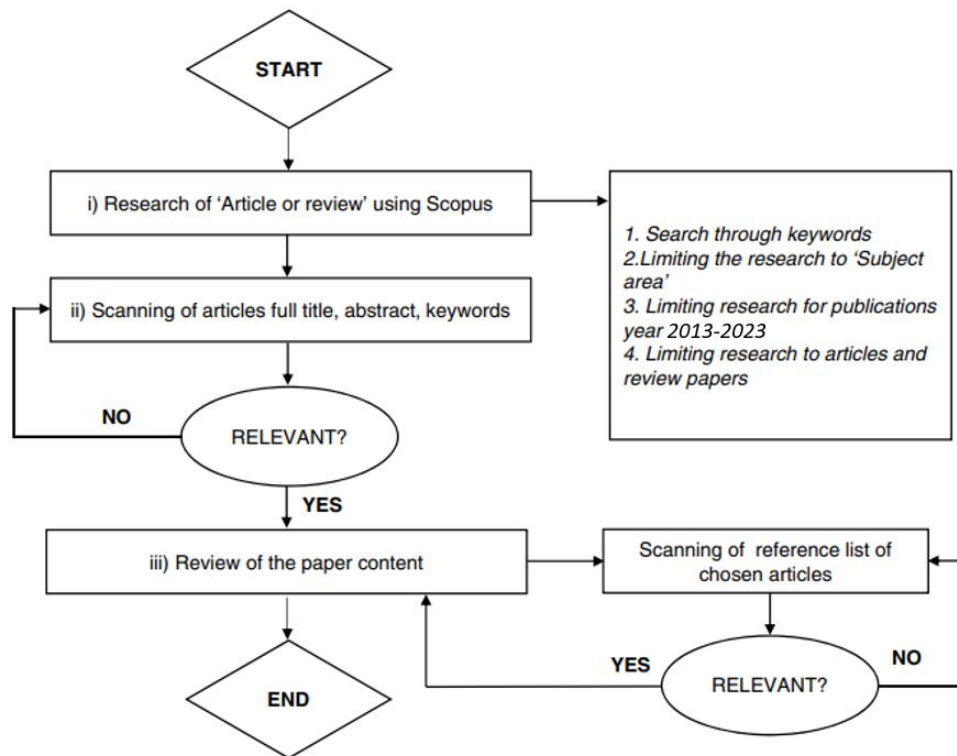 START
i) Research of ‘Article or review’ using Scopus
1. Search through keywords
2.Limiting the research to ‘Subject
area’
3. Limiting research for publications
year 2013-2023
4. Limiting research to articles and
review papers
ii) Scanning of articles full title, abstract, keywords
NO
RELEVANT?
YES
iii) Review of the paper content
Scanning of reference list of
chosen articles
YES
NO
RELEVANT?
END